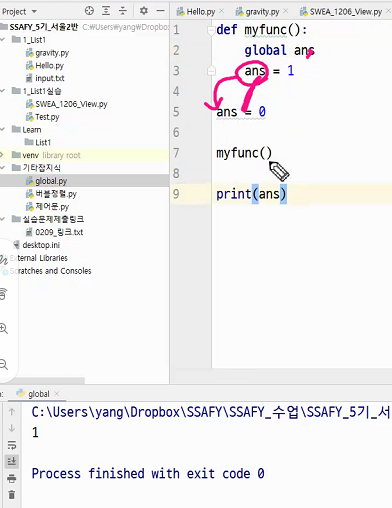 Project
SSAFY_5기_서울2반 C:₩Users₩yang₩Dropbox
1_List1
gravity.py
Hello.py
input.txt
1_List1실습
SWEA_1206_View.py
Test.py
Learn
List1
venv library root
기타잡지식
global.py
버블정렬.py
제어문.py
실습문제제출링크
0209_링크.txt
desktop.ini
External Libraries
Scratches and Consoles
Hello.py gravity.py SWEA_1206_View.py
1 def myfunc():
2 global ans
3 ans = 1
5 ans = 0
7 myfunc()
8
9 print(ans)
: global
C:\Users\yang\Dropbox\SSAFY\SSAFY_수업\SSAFY_5기_서
1
Process finished with exit code 0